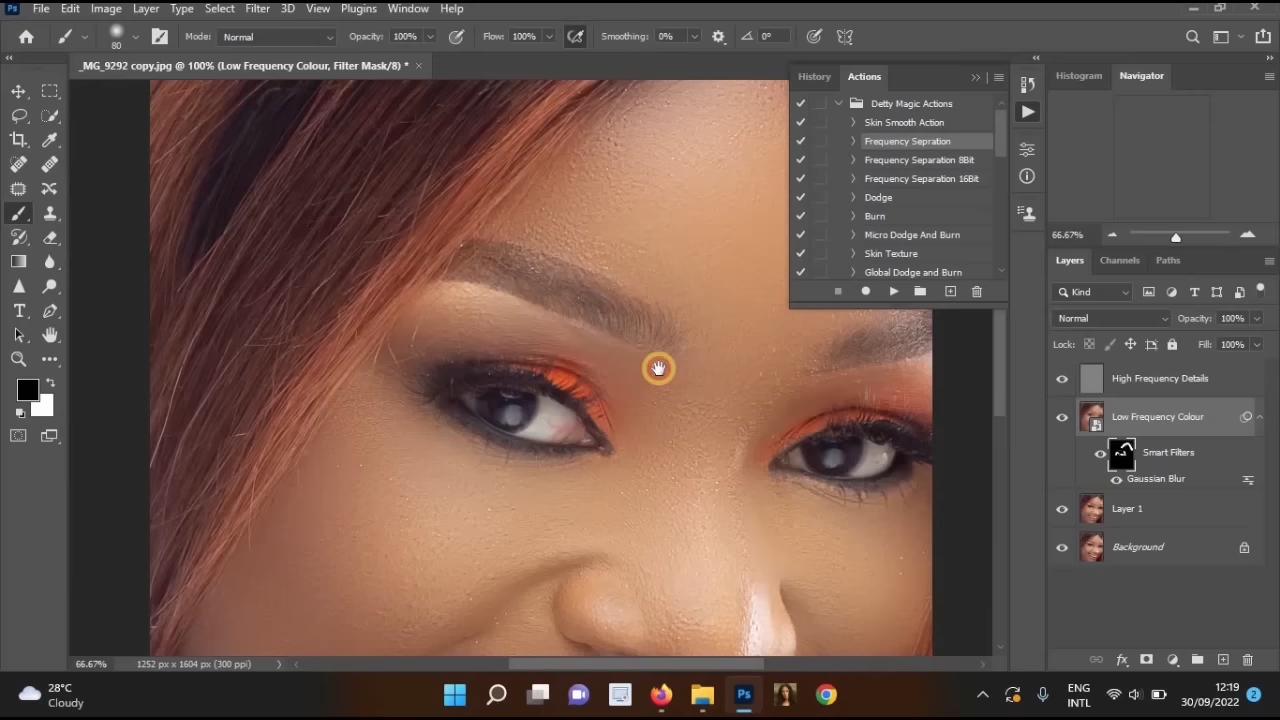 Ps File Edit Image Layer Type Select Filter 3D View Plugins Window Help
80 Mode: Normal Opacity: 100% Flow: 100% Smoothing: 0% 0°
_MG_9292 copy.jpg @ 100% (Low Frequency Colour, Filter Mask/8) *
History Actions
Detty Magic Actions
Skin Smooth Action
Frequency Sepration
Frequency Separation 8Bit
Frequency Separation 16Bit
Dodge
Burn
Micro Dodge And Burn
Skin Texture
Global Dodge and Burn
Histogram Navigator
66.67%
Layers Channels Paths
Kind
Normal Opacity: 100%
Lock: Fill: 100%
High Frequency Details
Low Frequency Colour
Smart Filters
Gaussian Blur
Layer 1
Background
66.67% 1252 px x 1604 px (300 ppi)
28°C
Cloudy
Ps
ENG
INTL
12:19
30/09/2022
2